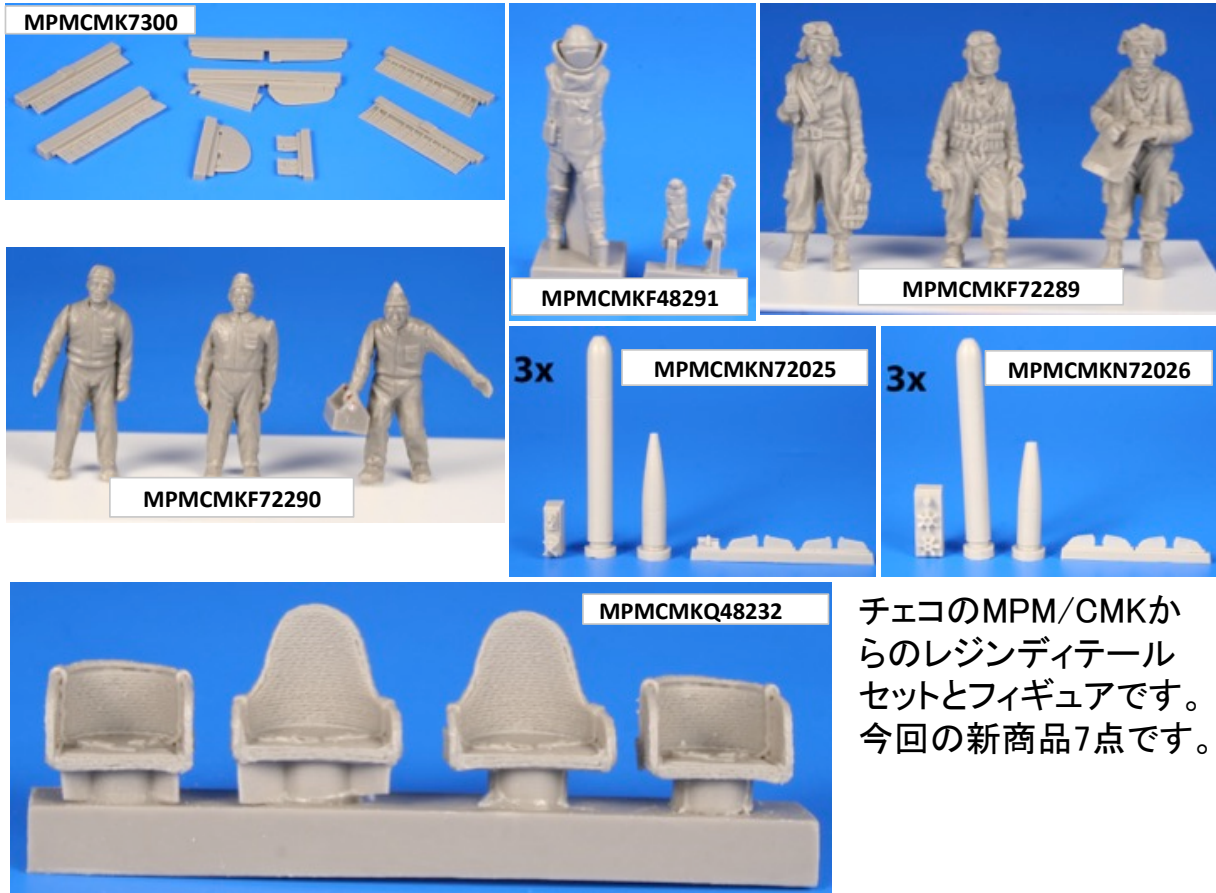 MPMCMK7300
MPMCMKF48291
MPMCMKF72289
MPMCMKF72290
3x
MPMCMKN72025
3x
MPMCMKN72026
MPMCMKQ48232
チェコのMPM/CMKか
らのレジンディテール
セットとフィギュアです。
今回の新商品7点です。